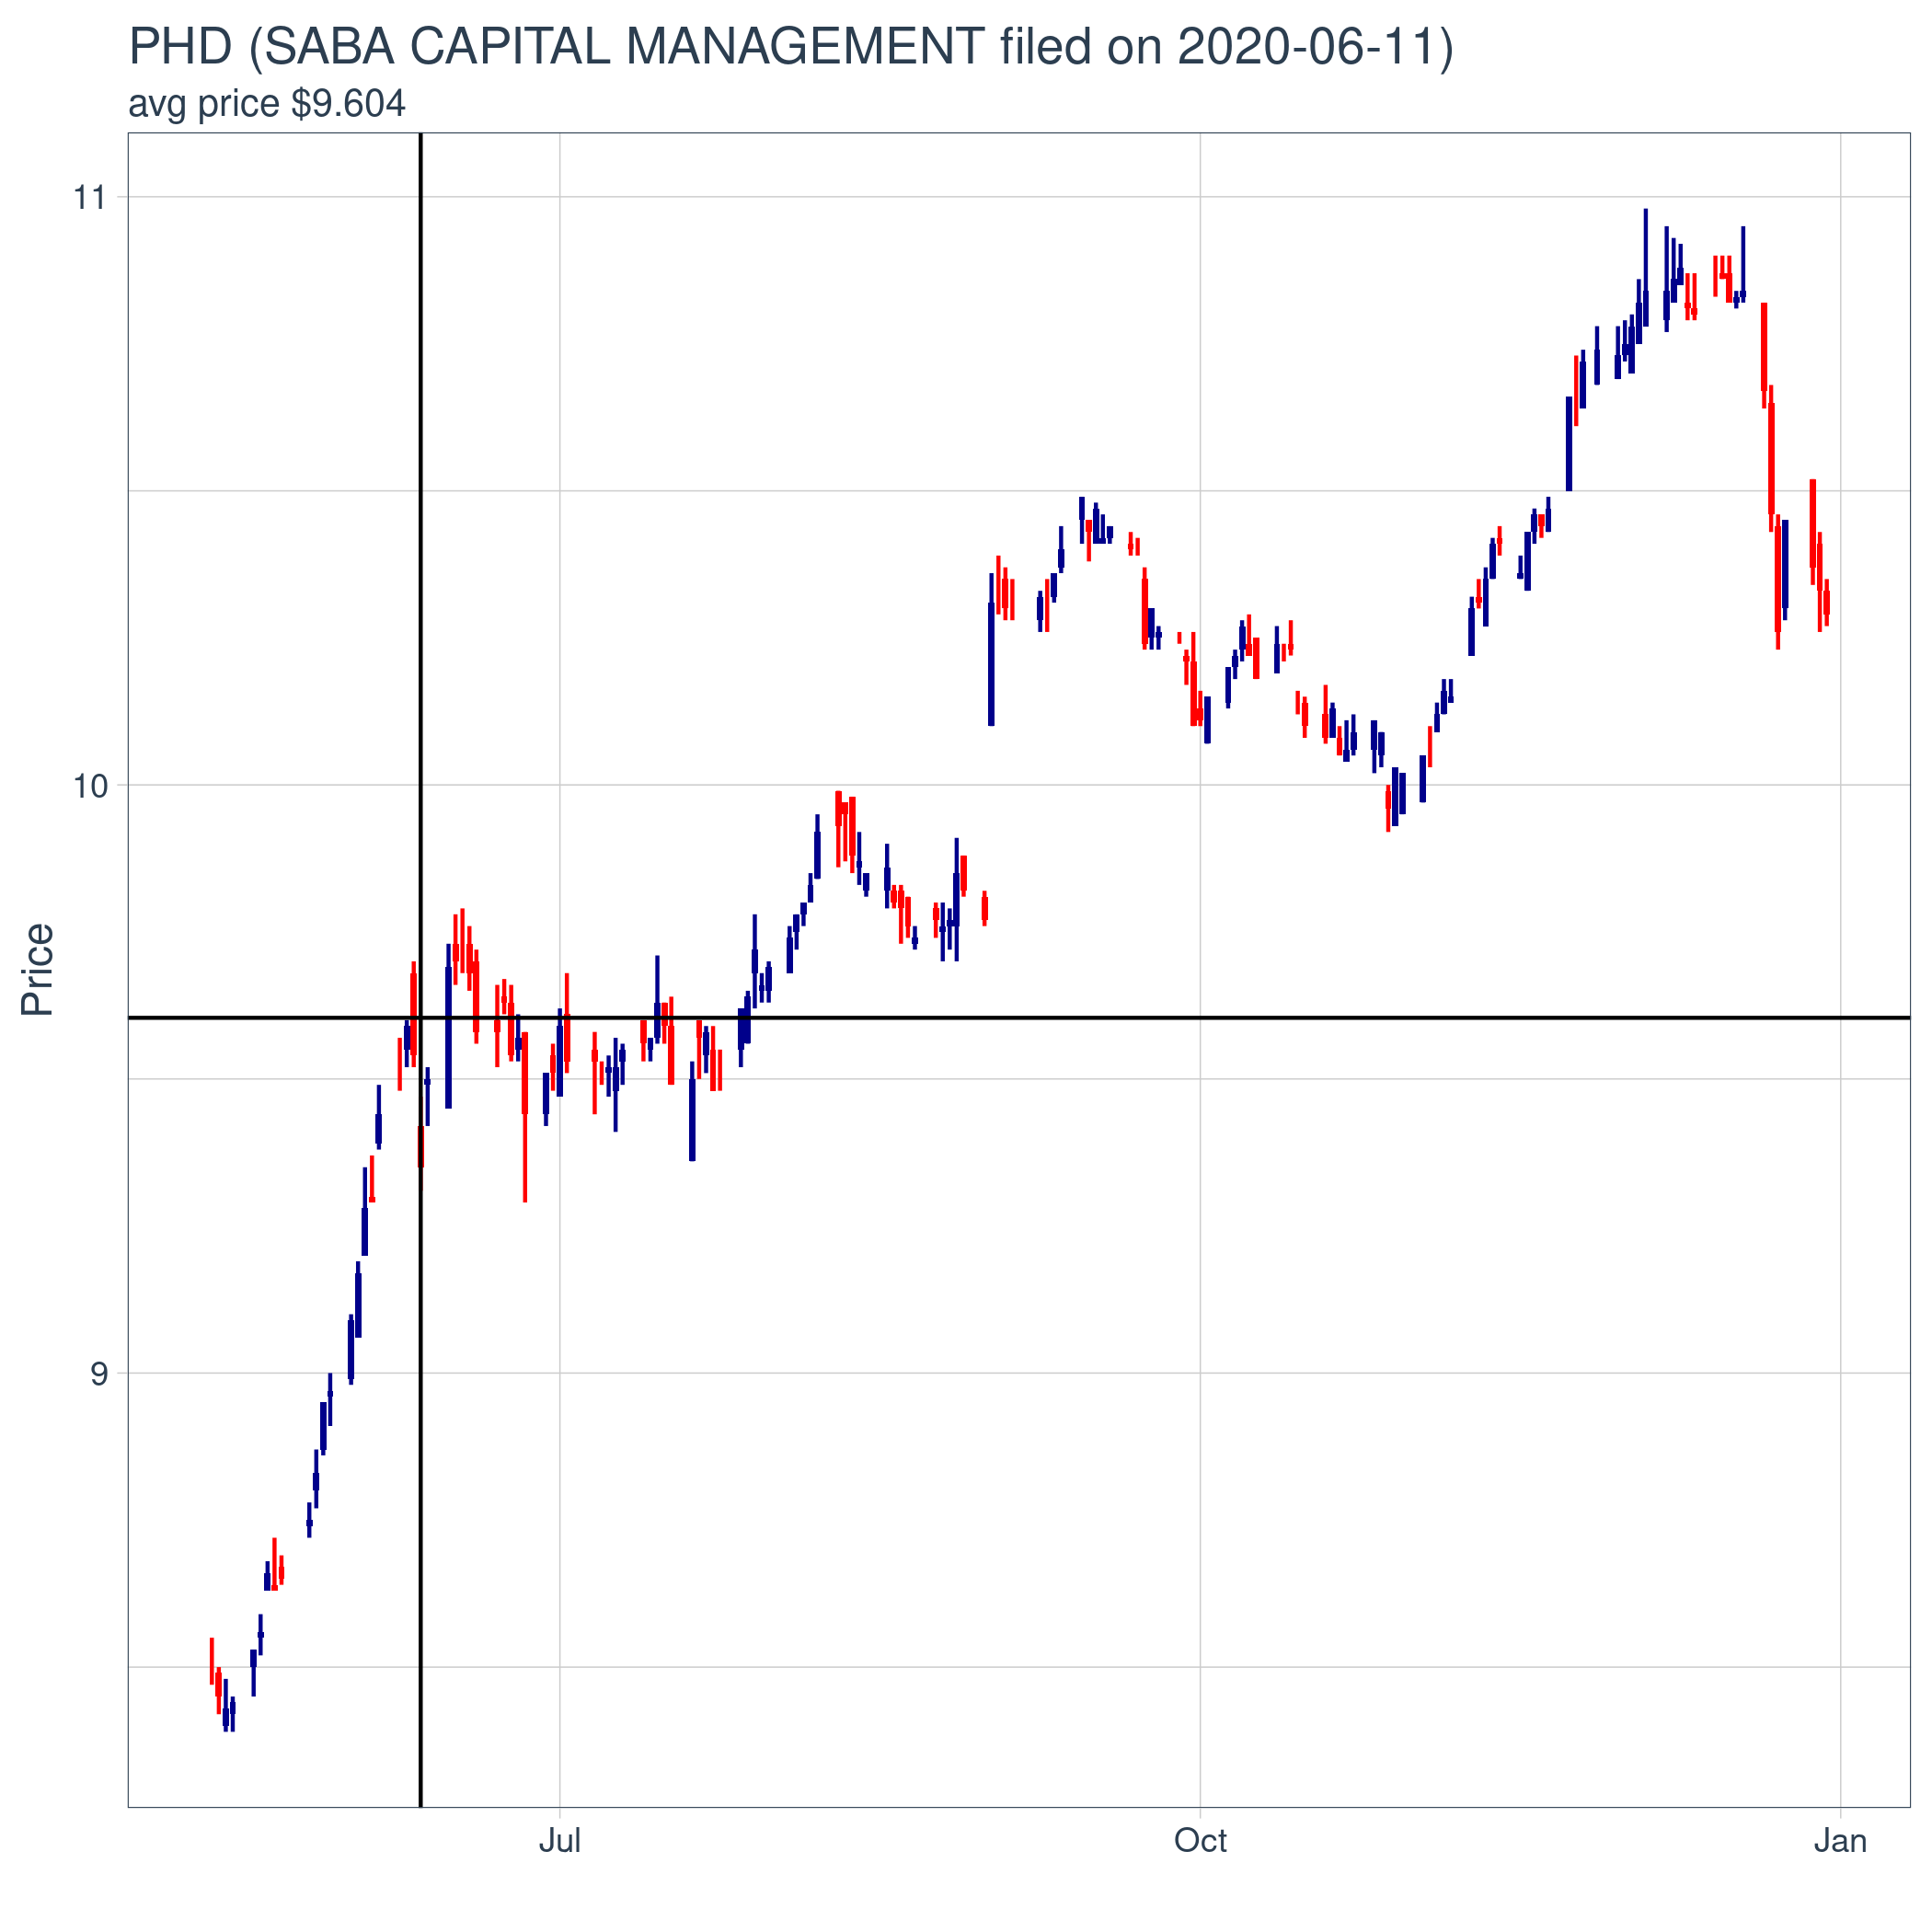 PHD (SABA CAPITAL MANAGEMENT filed on 2020-06-11)
avg price $9.604
11
10
9
Price
Jul Oct Jan